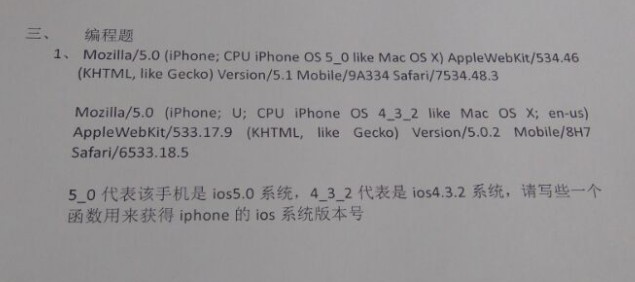 三、 编程题
1、 Mozilla/5.0 (iPhone; CPU iPhone OS 5_0 like Mac OS X) AppleWebKit/534.46
(KHTML, like Gecko) Version/5.1 Mobile/9A334 Safari/7534.48.3
Mozilla/5.0 (iPhone; U; CPU iPhone OS 4_3_2 like Mac OS X; en-us)
AppleWebKit/533.17.9 (KHTML, like Gecko) Version/5.0.2 Mobile/8H7
Safari/6533.18.5
5_0 代表该手机是 ios5.0 系统，4_3_2 代表是 ios4.3.2 系统，请写些一个
函数用来获得 iphone 的 ios 系统版本号